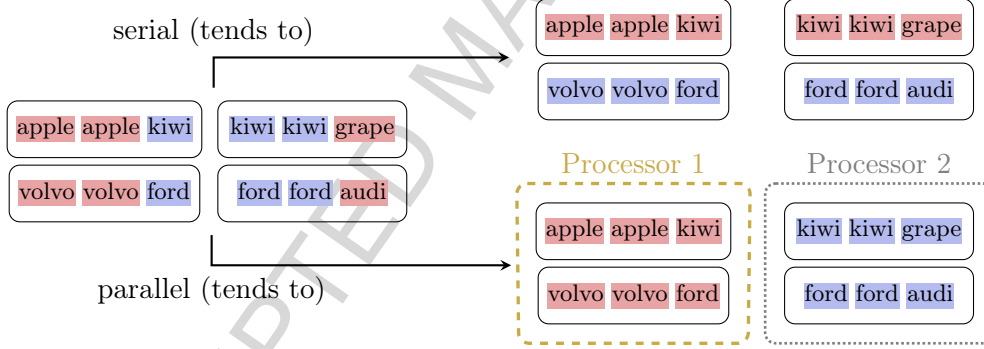 serial (tends to)
apple apple kiwi
kiwi kiwi grape
volvo volvo ford
ford ford audi
apple apple kiwi
kiwi kiwi grape
volvo volvo ford
ford ford audi
Processor 1
Processor 2
apple apple kiwi
kiwi kiwi grape
volvo volvo ford
ford ford audi
parallel (tends to)
PTED MA